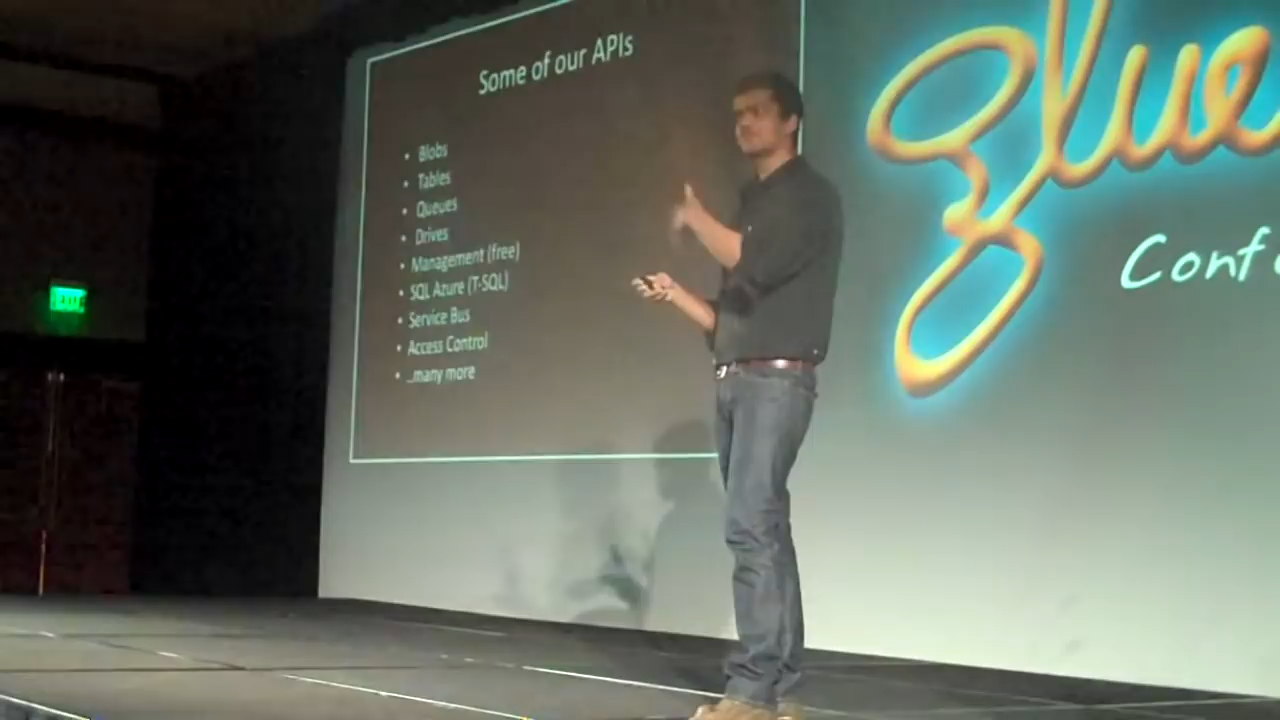 Some of our APIs
• Blobs
• Tables
• Queues
• Drives
• Management (free)
• SQL Azure (T-SQL)
• Service Bus
• Access Control
• ...many more
glue
Conf
EXIT